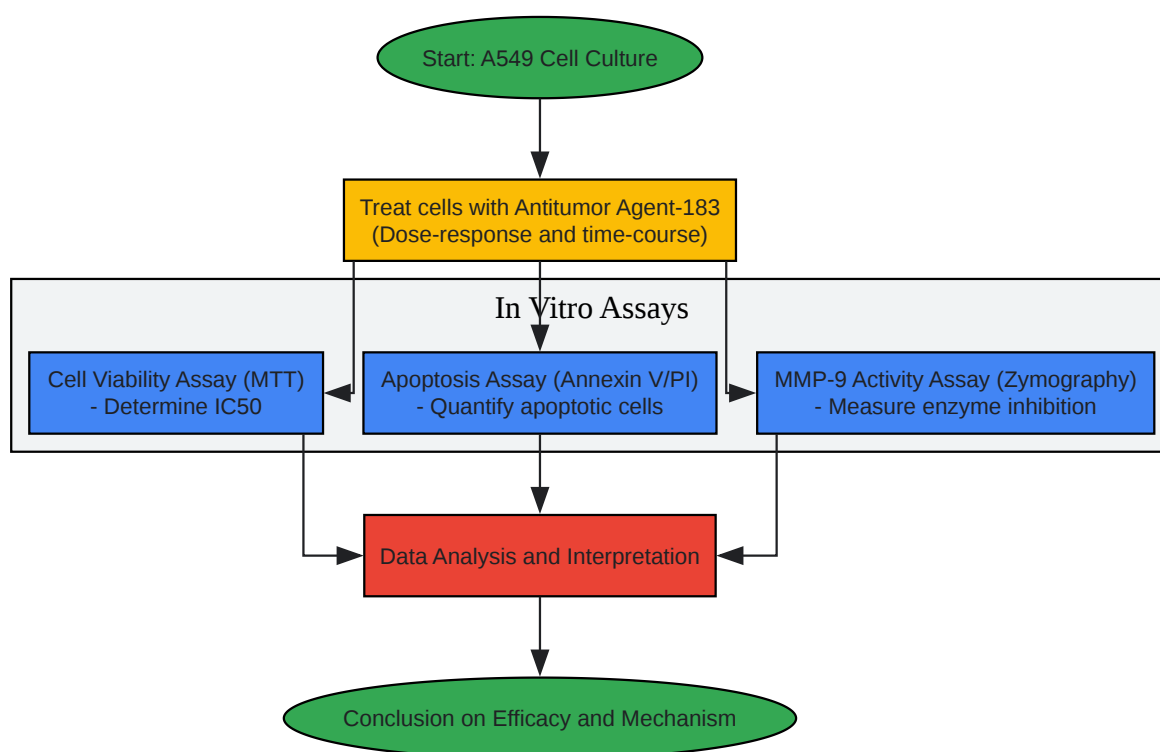 Start: A549 Cell Culture
Treat cells with Antitumor Agent-183
(Dose-response and time-course)
In Vitro Assays
Cell Viability Assay (MTT)
- Determine IC50
Apoptosis Assay (Annexin V/PI)
- Quantify apoptotic cells
MMP-9 Activity Assay (Zymography)
- Measure enzyme inhibition
Data Analysis and Interpretation
Conclusion on Efficacy and Mechanism